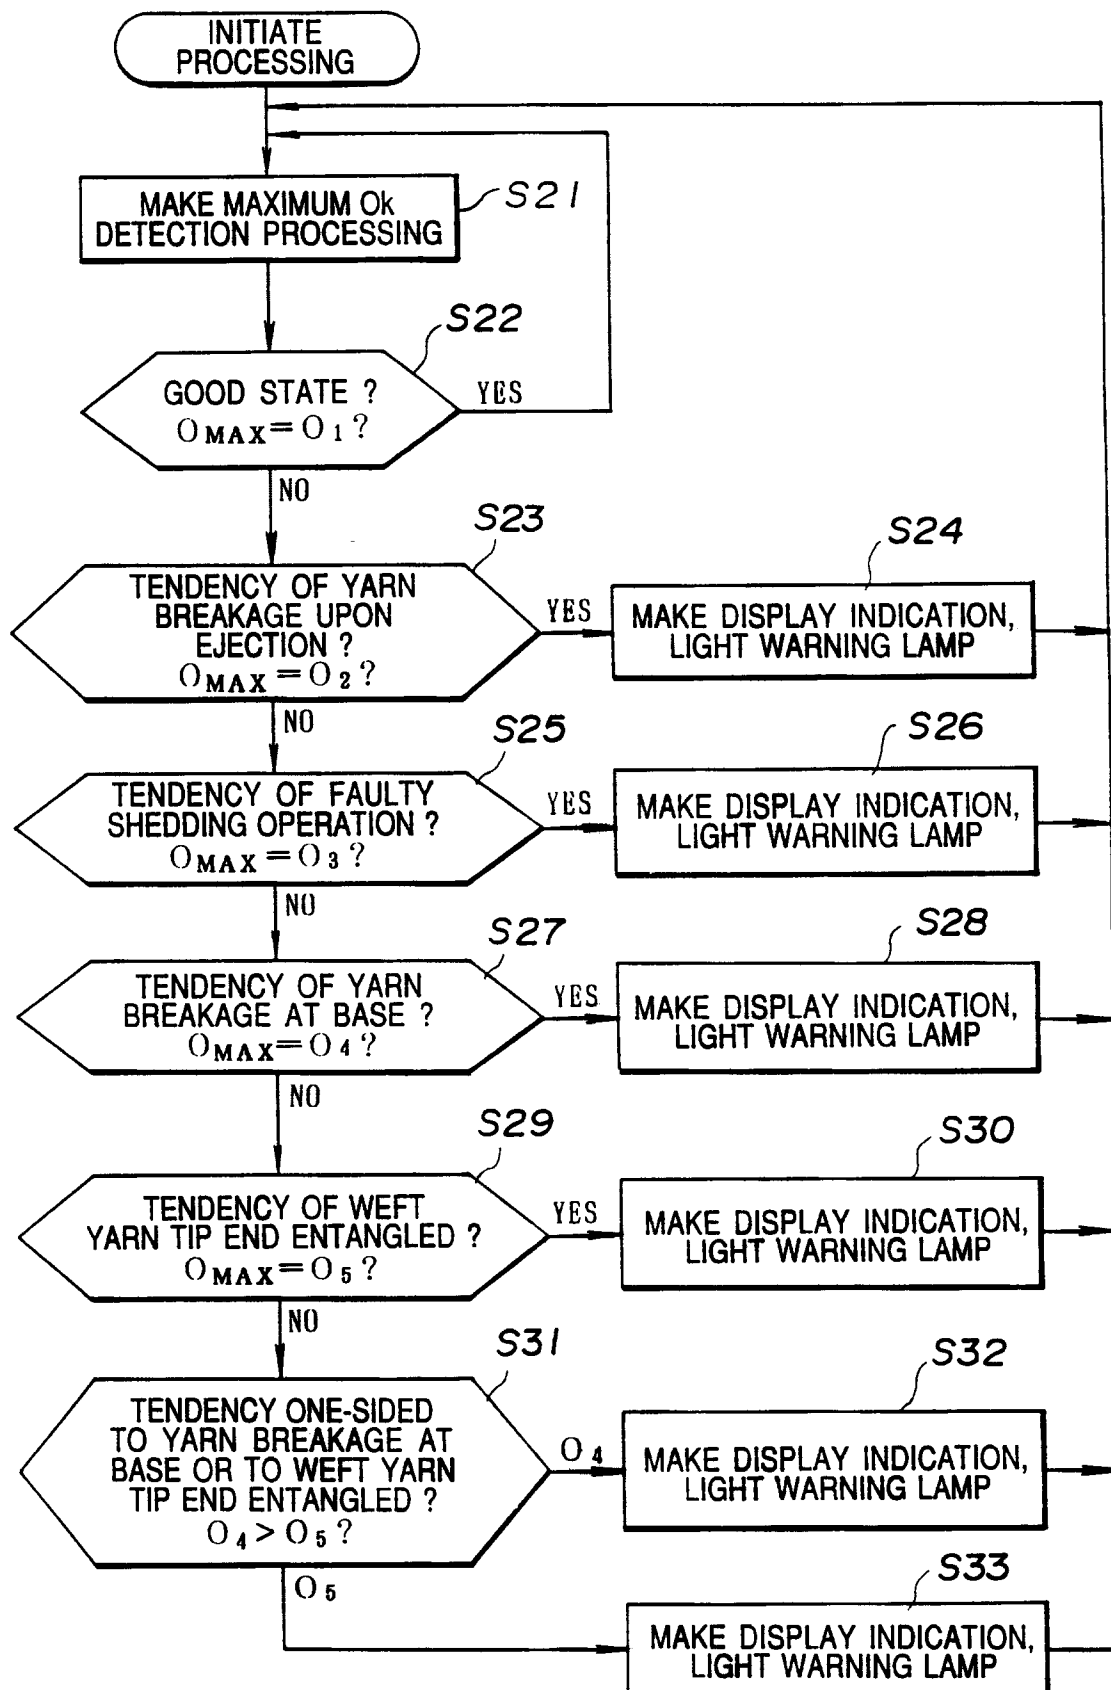 INITIATE
PROCESSING
MAKE MAXIMUM Ok
DETECTION PROCESSING
S21
S22
GOOD STATE ?
OMAX=O1?
YES
NO
S23
TENDENCY OF YARN
BREAKAGE UPON
EJECTION ?
OMAX=O2?
YES
S24
MAKE DISPLAY INDICATION,
LIGHT WARNING LAMP
NO
S25
TENDENCY OF FAULTY
SHEDDING OPERATION ?
OMAX=O3?
YES
S26
MAKE DISPLAY INDICATION,
LIGHT WARNING LAMP
NO
S27
TENDENCY OF YARN
BREAKAGE AT BASE ?
OMAX=O4?
YES
S28
MAKE DISPLAY INDICATION,
LIGHT WARNING LAMP
NO
S29
TENDENCY OF WEFT
YARN TIP END ENTANGLED ?
OMAX=O5?
YES
S30
MAKE DISPLAY INDICATION,
LIGHT WARNING LAMP
NO
S31
TENDENCY ONE-SIDED
TO YARN BREAKAGE AT
BASE OR TO WEFT YARN
TIP END ENTANGLED ?
O4>O5?
O4
S32
MAKE DISPLAY INDICATION,
LIGHT WARNING LAMP
O5
S33
MAKE DISPLAY INDICATION,
LIGHT WARNING LAMP